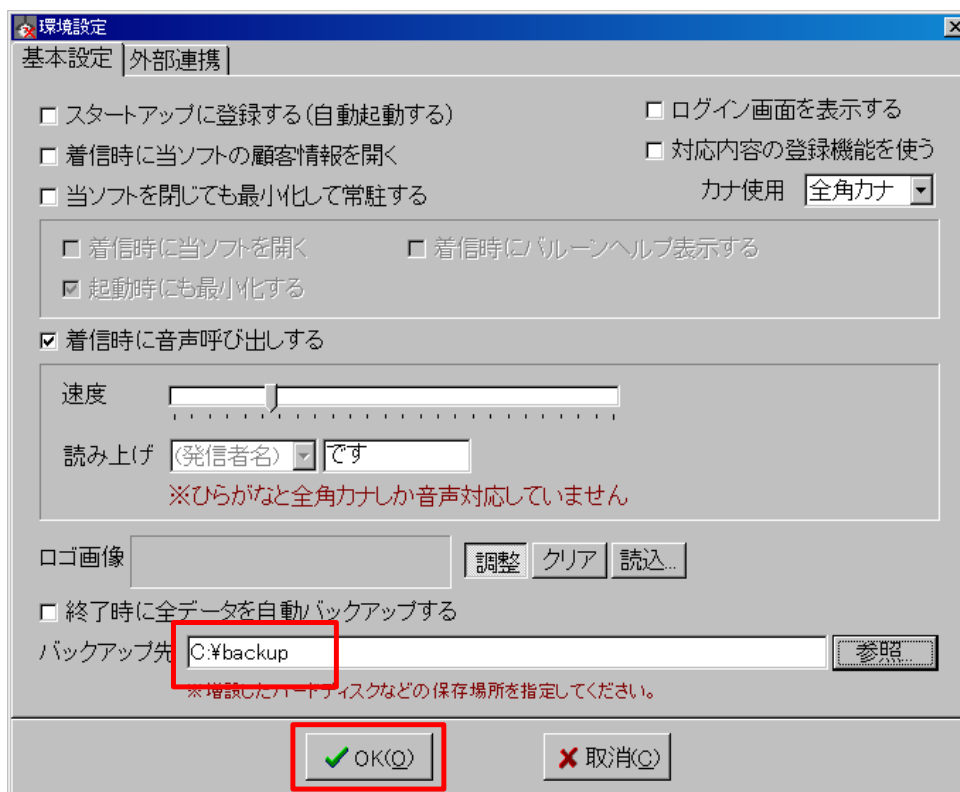 環境設定
基本設定 外部連携
スタートアップに登録する(自動起動する)
ログイン画面を表示する
着信時に当ソフトの顧客情報を開く
対応内容の登録機能を使う
当ソフトを閉じても最小化して常駐する
カナ使用 全角カナ
着信時に当ソフトを開く 着信時にバルーンヘルプ表示する
起動時にも最小化する
着信時に音声呼び出しする
速度
読み上げ (発信者名) です
※ひらがなと全角カナしか音声対応していません
ロゴ画像 調整 クリア 読込...
終了時に全データを自動バックアップする
バックアップ先 C:¥backup 参照...
※増設したハードディスクなどの保存場所を指定してください。
OK(O) 取消(C)